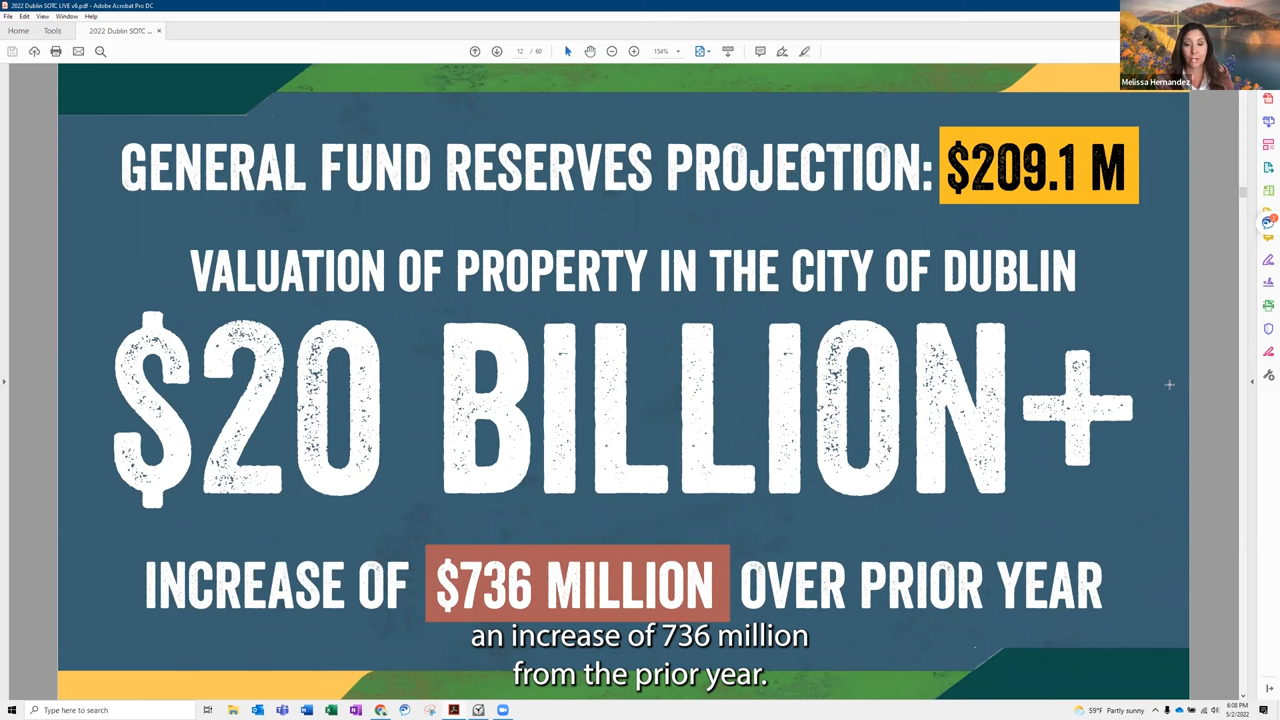 2022 Dublin SOTC LIVE v6.pdf - Adobe Acrobat Pro DC
File Edit View Window Help
Home Tools 2022 Dublin SOTC ... ×
12 / 60 154%
Melissa Hernandez
GENERAL FUND RESERVES PROJECTION: $209.1 M
VALUATION OF PROPERTY IN THE CITY OF DUBLIN
$20 BILLION+
INCREASE OF $736 MILLION OVER PRIOR YEAR
an increase of 736 million
from the prior year.
Type here to search
59°F Partly sunny
6:08 PM
5/2/2022